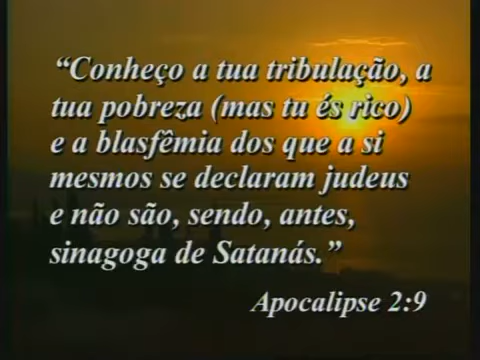 “Conheço a tua tribulação, a
tua pobreza (mas tu és rico)
e a blasfêmia dos que a si
mesmos se declaram judeus
e não são, sendo, antes,
sinagoga de Satanás.”
Apocalipse 2:9